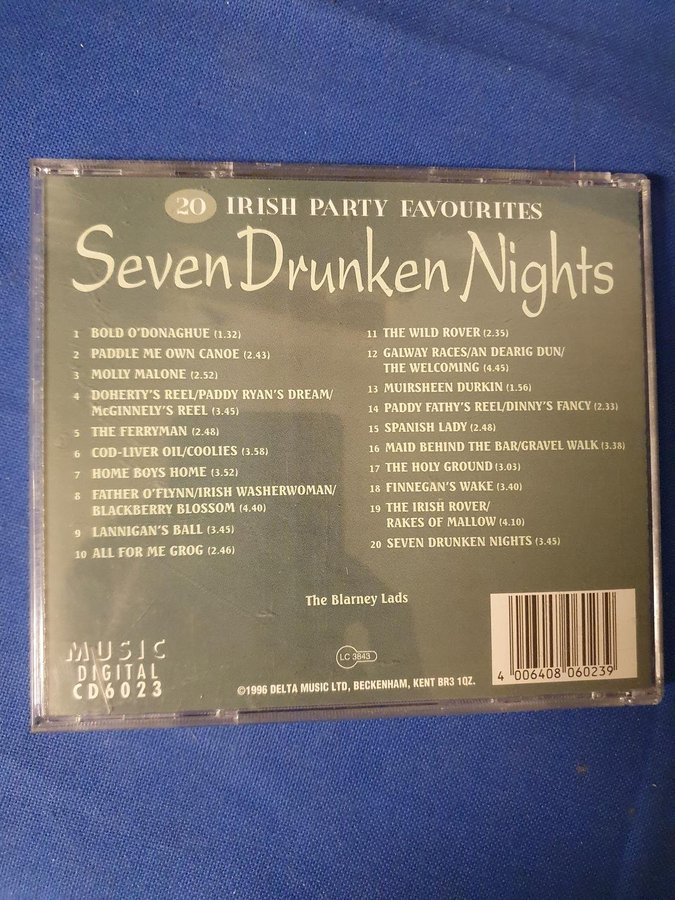 20 IRISH PARTY FAVOURITES
Seven Drunken Nights
1 BOLD O'DONAGHUE (1.32)
2 PADDLE ME OWN CANOE (2.43)
3 MOLLY MALONE (2.52)
4 DOHERTY'S REEL/PADDY RYAN'S DREAM/
McGINNELY'S REEL (3.45)
5 THE FERRYMAN (2.48)
6 COD-LIVER OIL/COOLIES (3.58)
7 HOME BOYS HOME (3.52)
8 FATHER O'FLYNN/IRISH WASHERWOMAN/
BLACKBERRY BLOSSOM (4.40)
9 LANNIGAN'S BALL (3.45)
10 ALL FOR ME GROG (2.46)
11 THE WILD ROVER (2.35)
12 GALWAY RACES/AN DEARIG DUN/
THE WELCOMING (4.45)
13 MUIRSHEEN DURKIN (1.56)
14 PADDY FATHY'S REEL/DINNY'S FANCY (2.33)
15 SPANISH LADY (2.48)
16 MAID BEHIND THE BAR/GRAVEL WALK (3.38)
17 THE HOLY GROUND (3.03)
18 FINNEGAN'S WAKE (3.40)
19 THE IRISH ROVER/
RAKES OF MALLOW (4.10)
20 SEVEN DRUNKEN NIGHTS (3.45)
The Blarney Lads
MUSIC
DIGITAL
CD6023
LC 3843
©1996 DELTA MUSIC LTD, BECKENHAM, KENT BR3 1QZ.
4 006408 060239